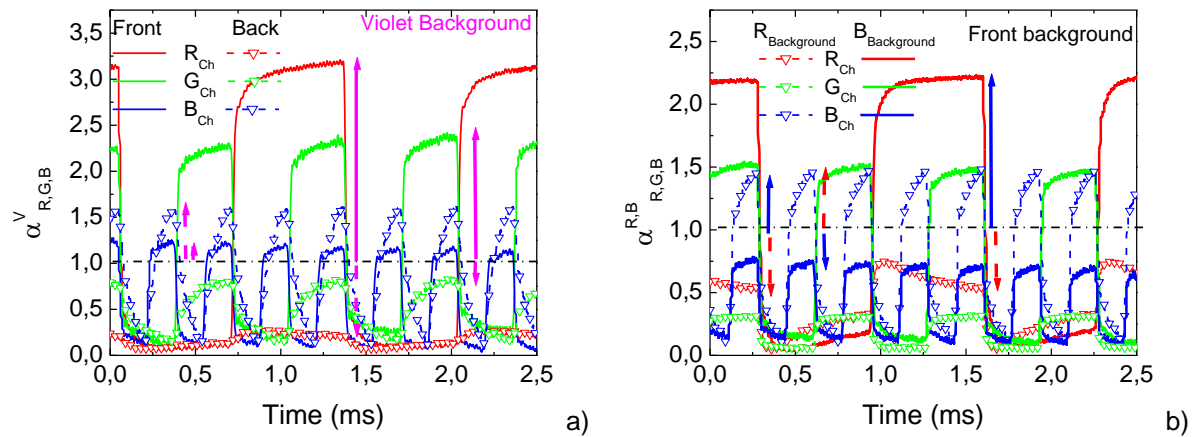 Front Back Violet Background
R_Ch
G_Ch
B_Ch
3,5
3,0
2,5
2,0
1,5
1,0
0,5
0,0
α^V_R,G,B
0,0 0,5 1,0 1,5 2,0 2,5
Time (ms)
a)
R_Background B_Background Front background
R_Ch
G_Ch
B_Ch
2,5
2,0
1,5
1,0
0,5
0,0
α^R,B_R,G,B
0,0 0,5 1,0 1,5 2,0 2,5
Time (ms)
b)